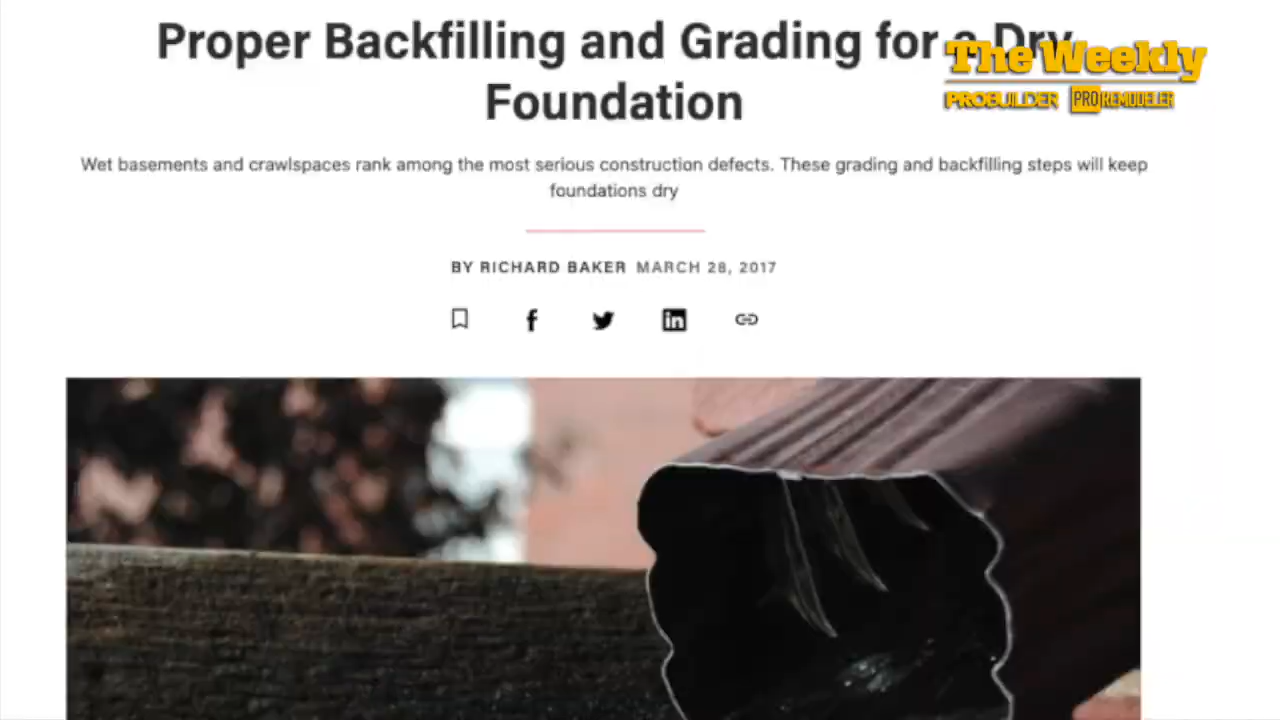 Proper Backfilling and Grading for a Dry
Foundation
The Weekly
PROBUILDER PRO REMODELER
Wet basements and crawlspaces rank among the most serious construction defects. These grading and backfilling steps will keep
foundations dry
BY RICHARD BAKER MARCH 28, 2017